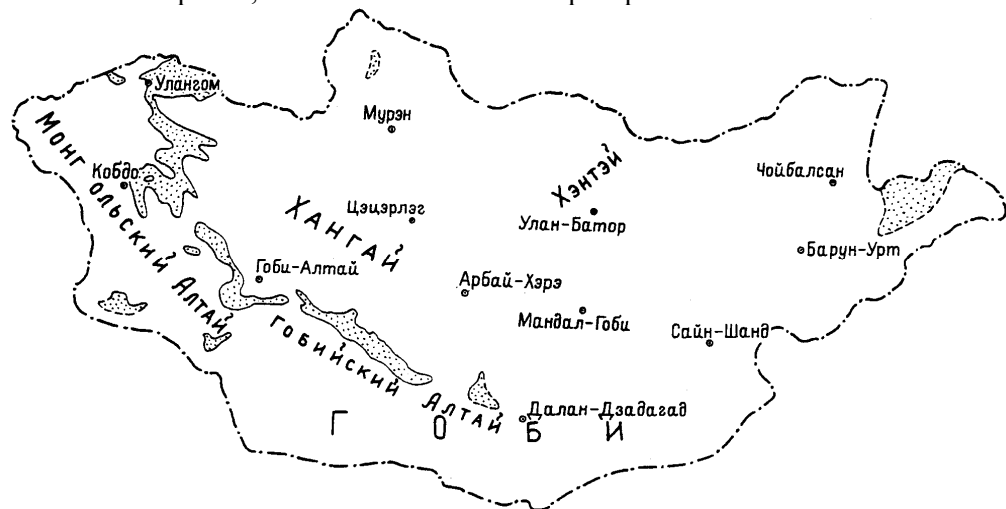 Улангом
Мурэн
МОНГОЛЬСКИЙ АЛТАЙ
Кобдо
ХЭНТЭЙ
Чойбалсан
ХАНГАЙ
Цэцэрлэг
Улан-Батор
Барун-Урт
Гоби-Алтай
Арбай-Хэрэ
Мандал-Гоби
Сайн-Шанд
ГОБИЙСКИЙ АЛТАЙ
Далан-Дзадагад
ГОБИ